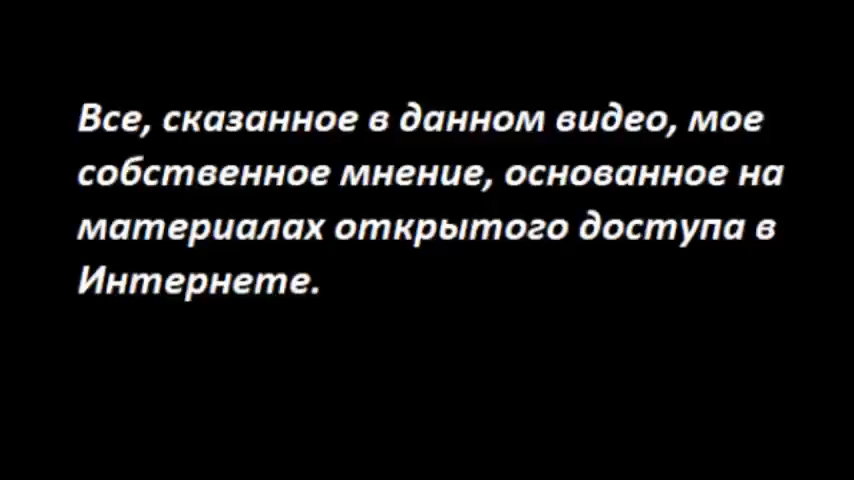 Все, сказанное в данном видео, мое
собственное мнение, основанное на
материалах открытого доступа в
Интернете.